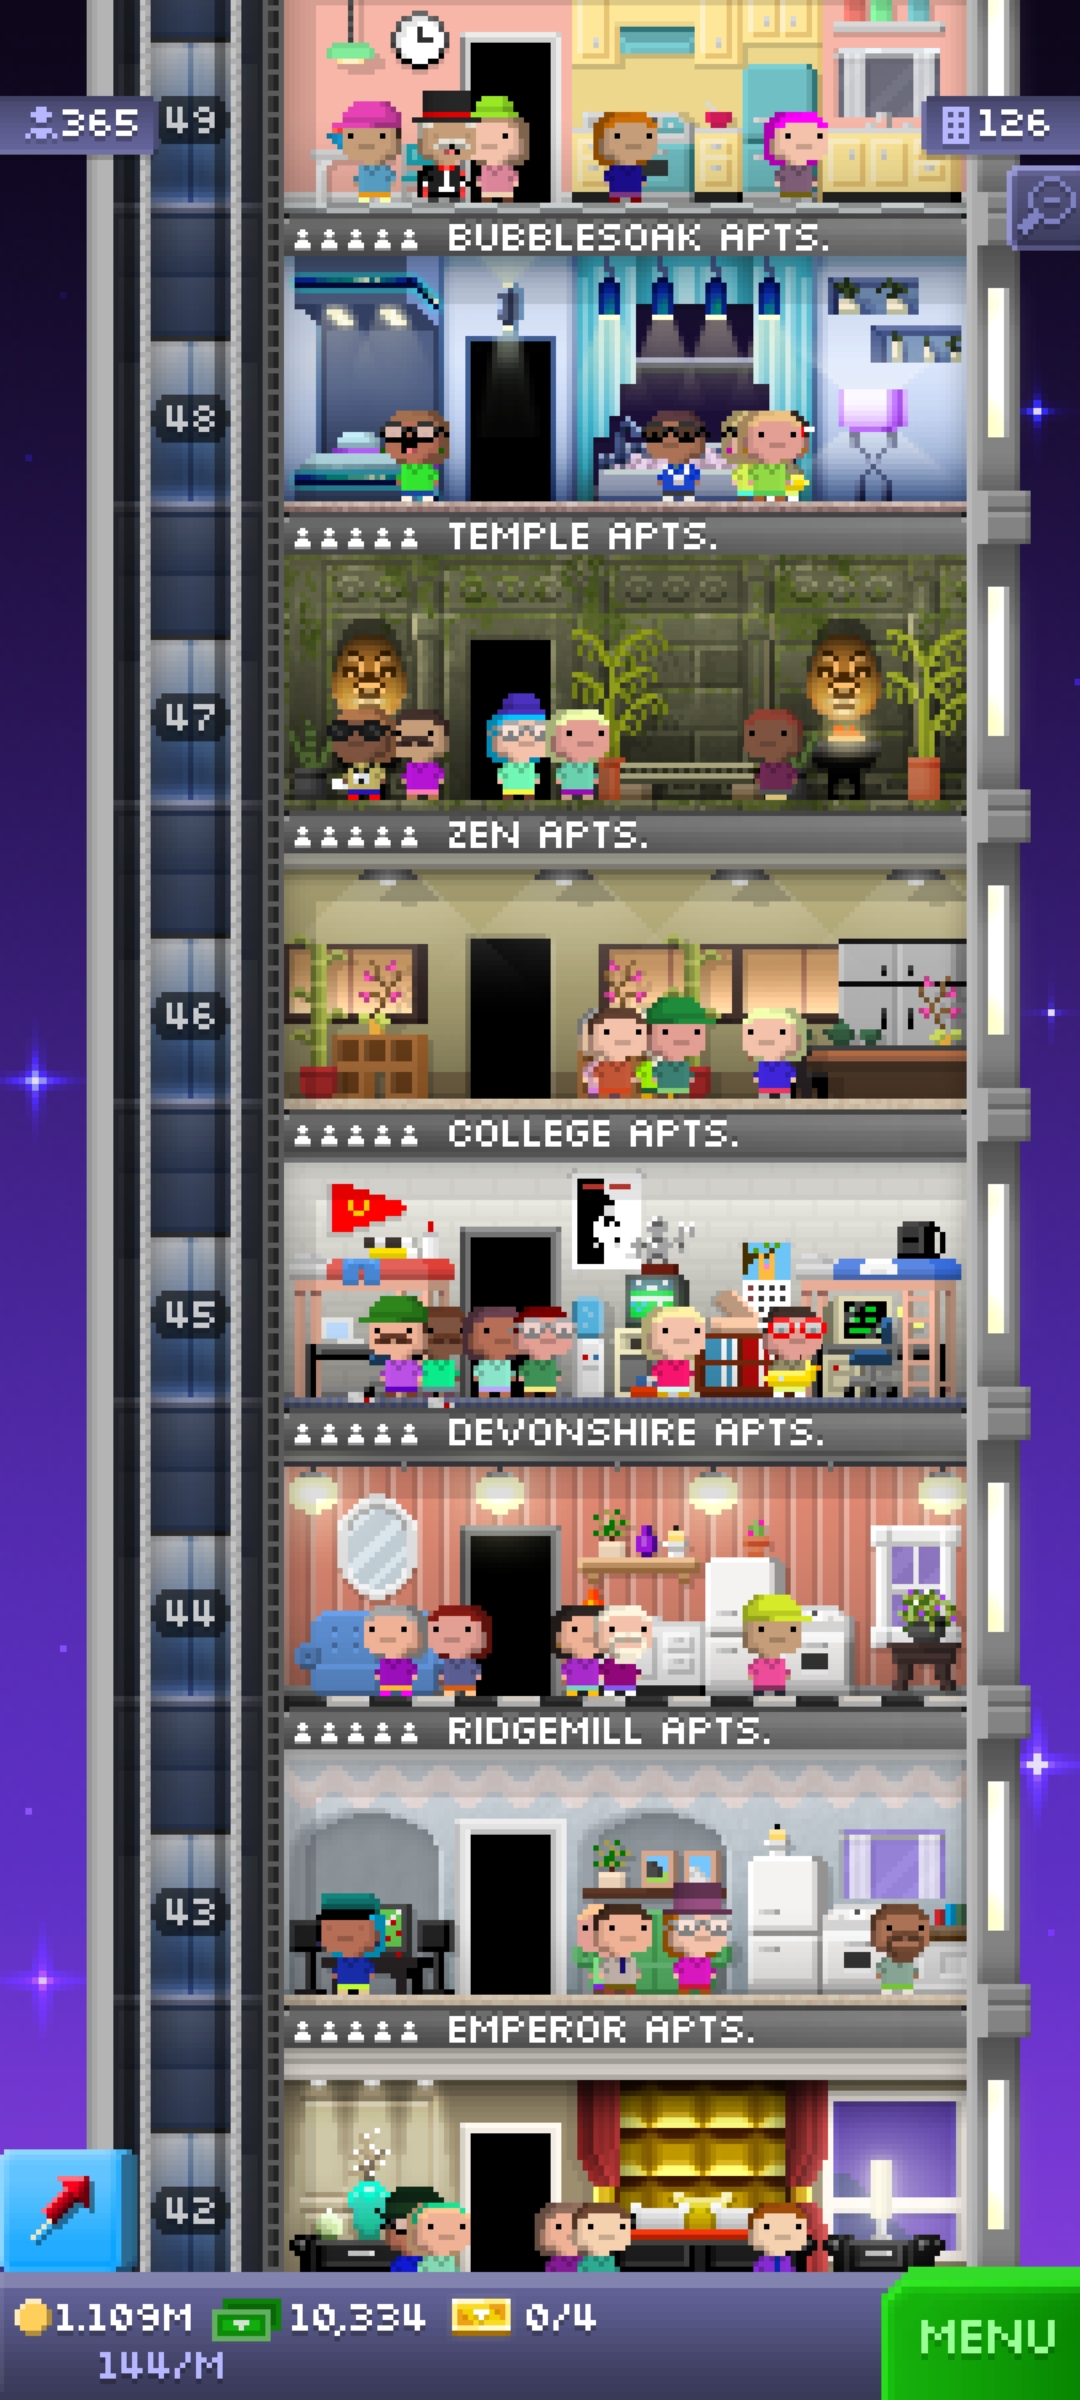 365
49
126
BUBBLESOAK APTS.
48
TEMPLE APTS.
47
ZEN APTS.
46
COLLEGE APTS.
45
DEVONSHIRE APTS.
44
RIDGEMILL APTS.
43
EMPEROR APTS.
42
1.109M 10,334 0/4
144/M
MENU